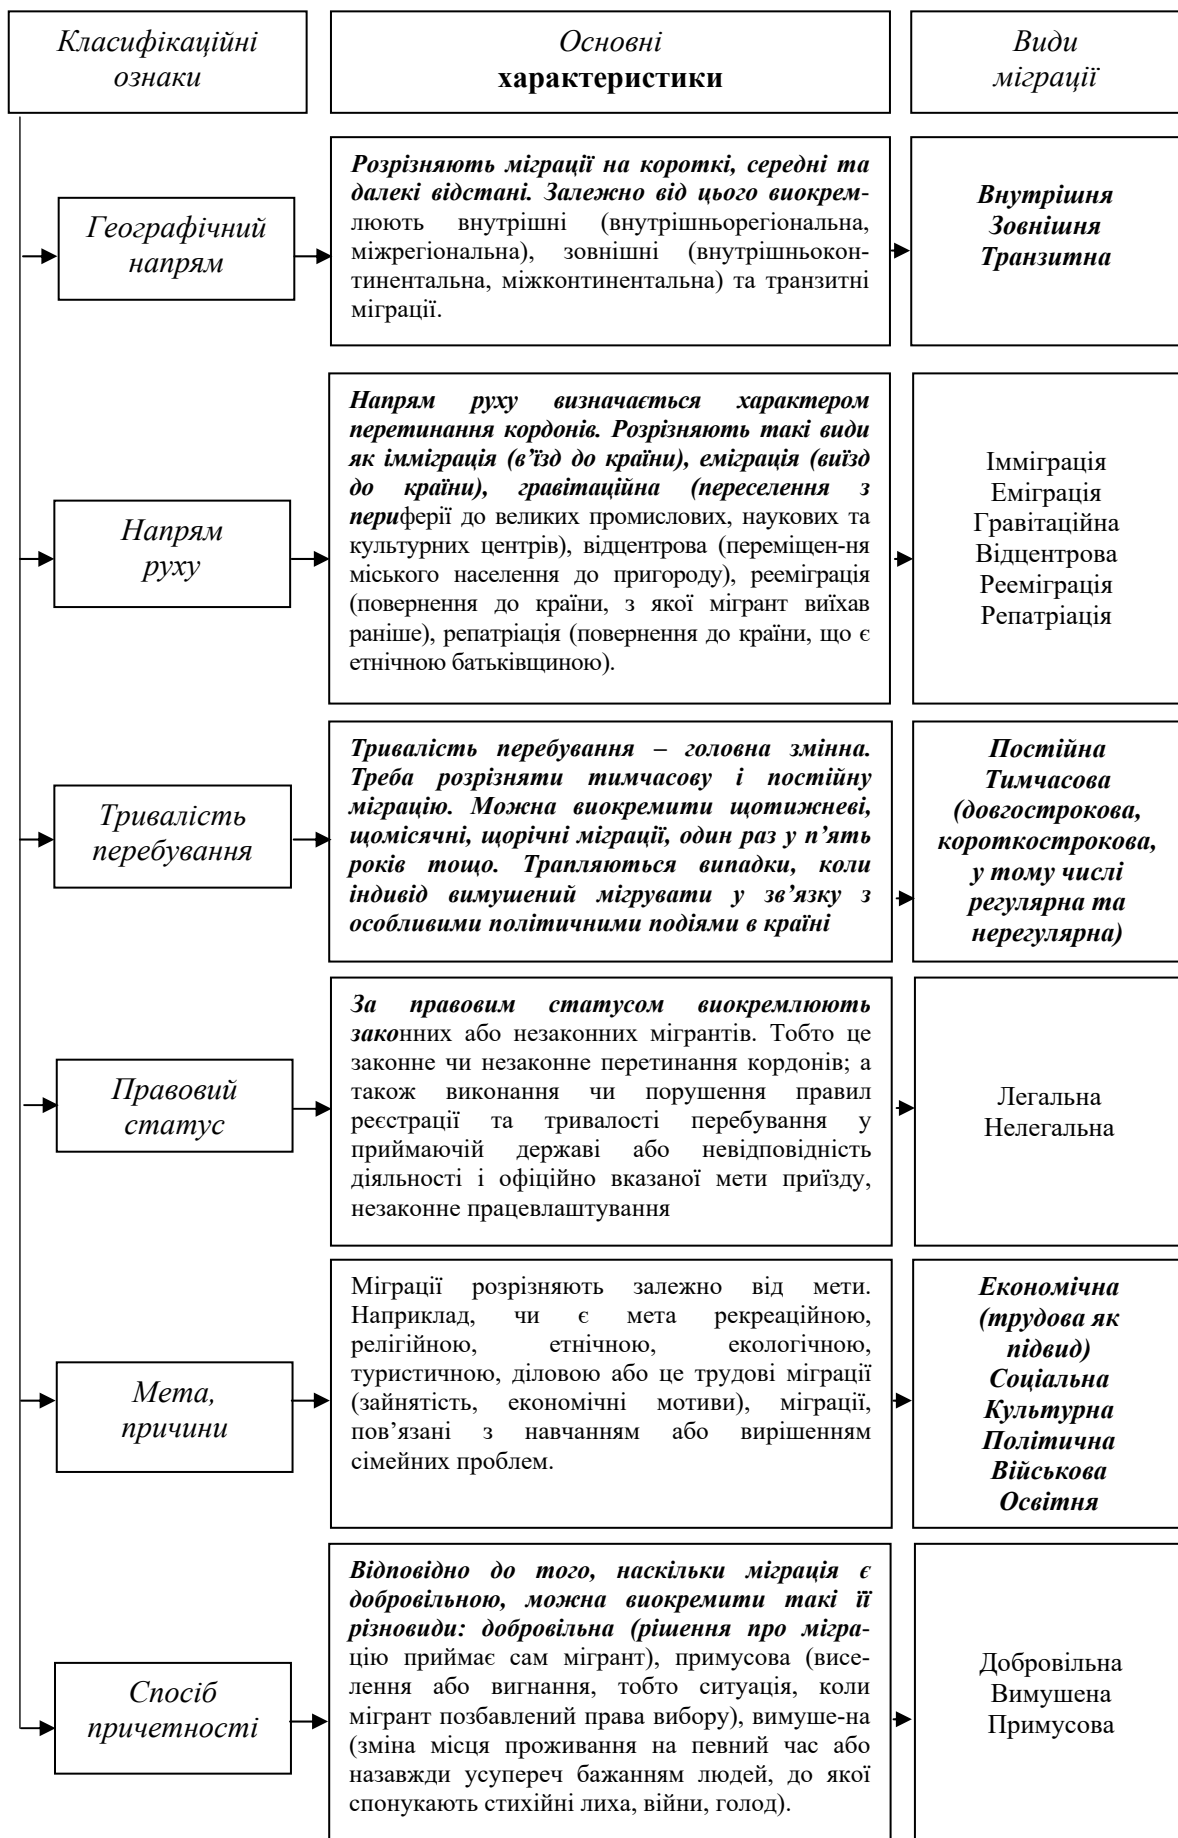 Класифікаційні
ознаки
Основні
характеристики
Види
міграції
Географічний
напрям
Розрізняють міграції на короткі, середні та
далекі відстані. Залежно від цього виокрем-
люють внутрішні (внутрішньорегіональна,
міжрегіональна), зовнішні (внутрішньокон-
тинентальна, міжконтинентальна) та транзитні
міграції.
Внутрішня
Зовнішня
Транзитна
Напрям
руху
Напрям руху визначається характером
перетинання кордонів. Розрізняють такі види
як імміграція (в’їзд до країни), еміграція (виїзд
до країни), гравітаційна (переселення з
периферії до великих промислових, наукових та
культурних центрів), відцентрова (переміщен-ня
міського населення до пригороду), рееміграція
(повернення до країни, з якої мігрант виїхав
раніше), репатріація (повернення до країни, що є
етнічною батьківщиною).
Імміграція
Еміграція
Гравітаційна
Відцентрова
Рееміграція
Репатріація
Тривалість
перебування
Тривалість перебування – головна змінна.
Треба розрізняти тимчасову і постійну
міграцію. Можна виокремити щотижневі,
щомісячні, щорічні міграції, один раз у п’ять
років тощо. Трапляються випадки, коли
індивід вимушений мігрувати у зв’язку з
особливими політичними подіями в країні
Постійна
Тимчасова
(довгострокова,
короткострокова,
у тому числі
регулярна та
нерегулярна)
Правовий
статус
За правовим статусом виокремлюють
законних або незаконних мігрантів. Тобто це
законне чи незаконне перетинання кордонів; а
також виконання чи порушення правил
реєстрації та тривалості перебування у
приймаючій державі або невідповідність
діяльності і офіційно вказаної мети приїзду,
незаконне працевлаштування
Легальна
Нелегальна
Мета,
причини
Міграції розрізняють залежно від мети.
Наприклад, чи є мета рекреаційною,
релігійною, етнічною, екологічною,
туристичною, діловою або це трудові міграції
(зайнятість, економічні мотиви), міграції,
пов’язані з навчанням або вирішенням
сімейних проблем.
Економічна
(трудова як
підвид)
Соціальна
Культурна
Політична
Військова
Освітня
Спосіб
причетності
Відповідно до того, наскільки міграція є
добровільною, можна виокремити такі її
різновиди: добровільна (рішення про мігра-
цію приймає сам мігрант), примусова (висе-
лення або вигнання, тобто ситуація, коли
мігрант позбавлений права вибору), вимуше-на
(зміна місця проживання на певний час або
назавжди усупереч бажанням людей, до якої
спонукають стихійні лиха, війни, голод).
Добровільна
Вимушена
Примусова